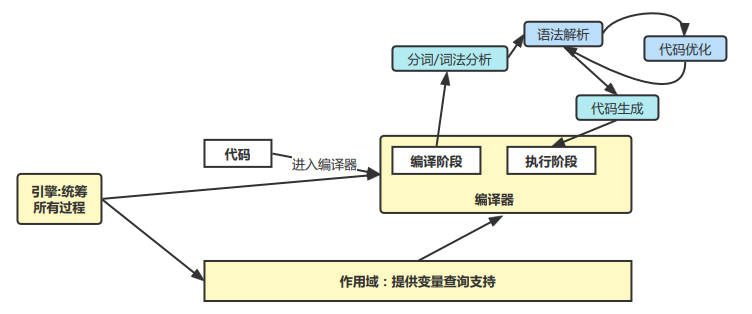 语法解析
代码优化
分词/词法分析
代码生成
代码
进入编译器
编译阶段
执行阶段
编译器
引擎:统筹
所有过程
作用域：提供变量查询支持